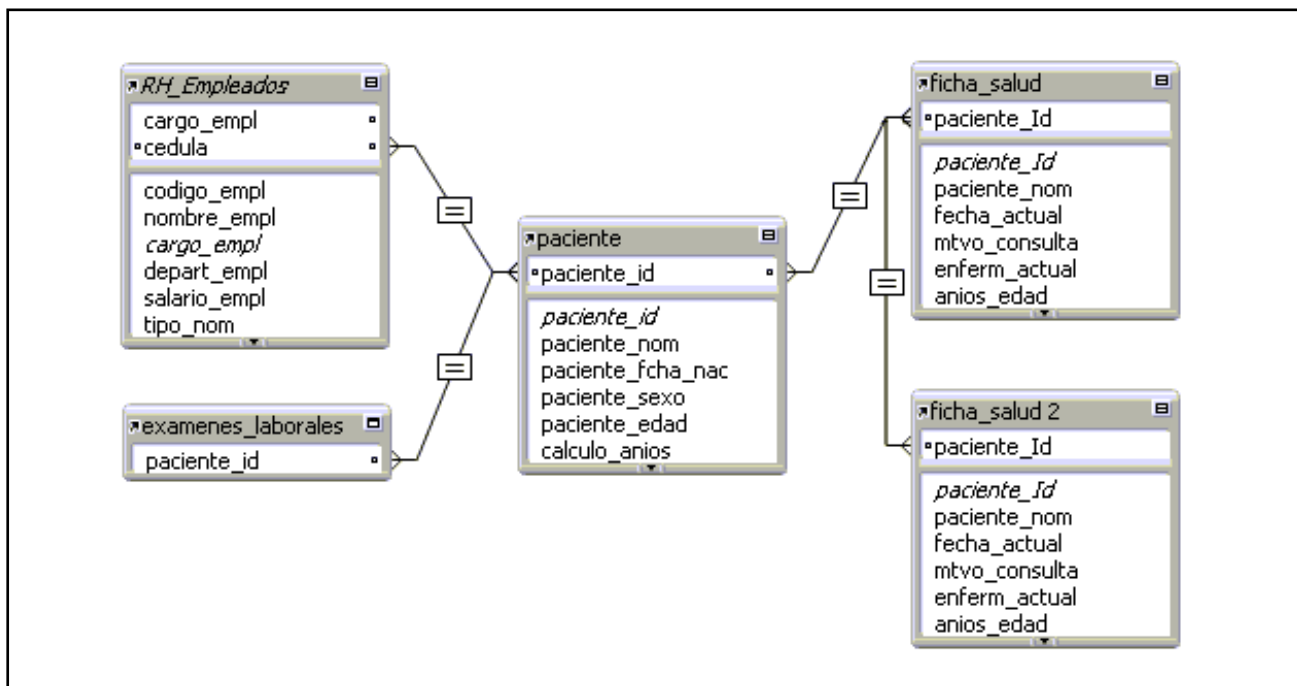 RH_Empleados
cargo_empl
cedula
codigo_empl
nombre_empl
cargo_empl
depart_empl
salario_empl
tipo_nom
examenes_laborales
paciente_id
paciente
paciente_id
paciente_id
paciente_nom
paciente_fcha_nac
paciente_sexo
paciente_edad
calculo_anios
ficha_salud
paciente_Id
paciente_Id
paciente_nom
fecha_actual
mtvo_consulta
enferm_actual
anios_edad
ficha_salud 2
paciente_Id
paciente_Id
paciente_nom
fecha_actual
mtvo_consulta
enferm_actual
anios_edad